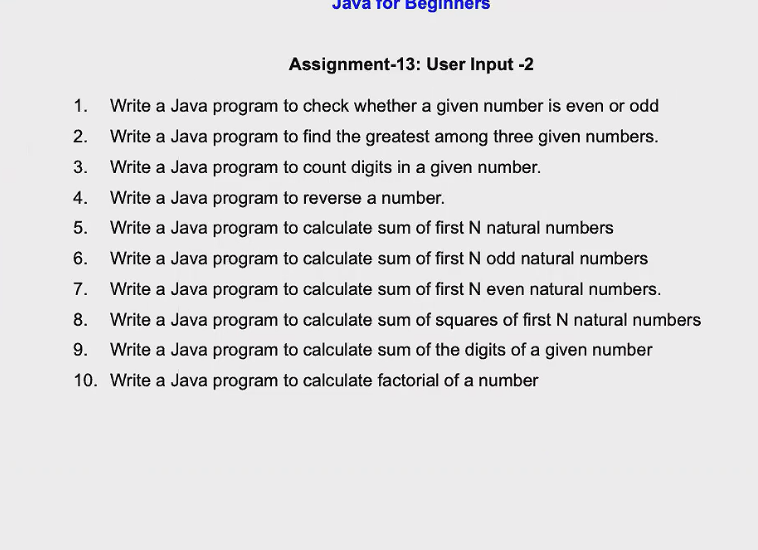 Java for Beginners
Assignment-13: User Input -2
1. Write a Java program to check whether a given number is even or odd
2. Write a Java program to find the greatest among three given numbers.
3. Write a Java program to count digits in a given number.
4. Write a Java program to reverse a number.
5. Write a Java program to calculate sum of first N natural numbers
6. Write a Java program to calculate sum of first N odd natural numbers
7. Write a Java program to calculate sum of first N even natural numbers.
8. Write a Java program to calculate sum of squares of first N natural numbers
9. Write a Java program to calculate sum of the digits of a given number
10. Write a Java program to calculate factorial of a number